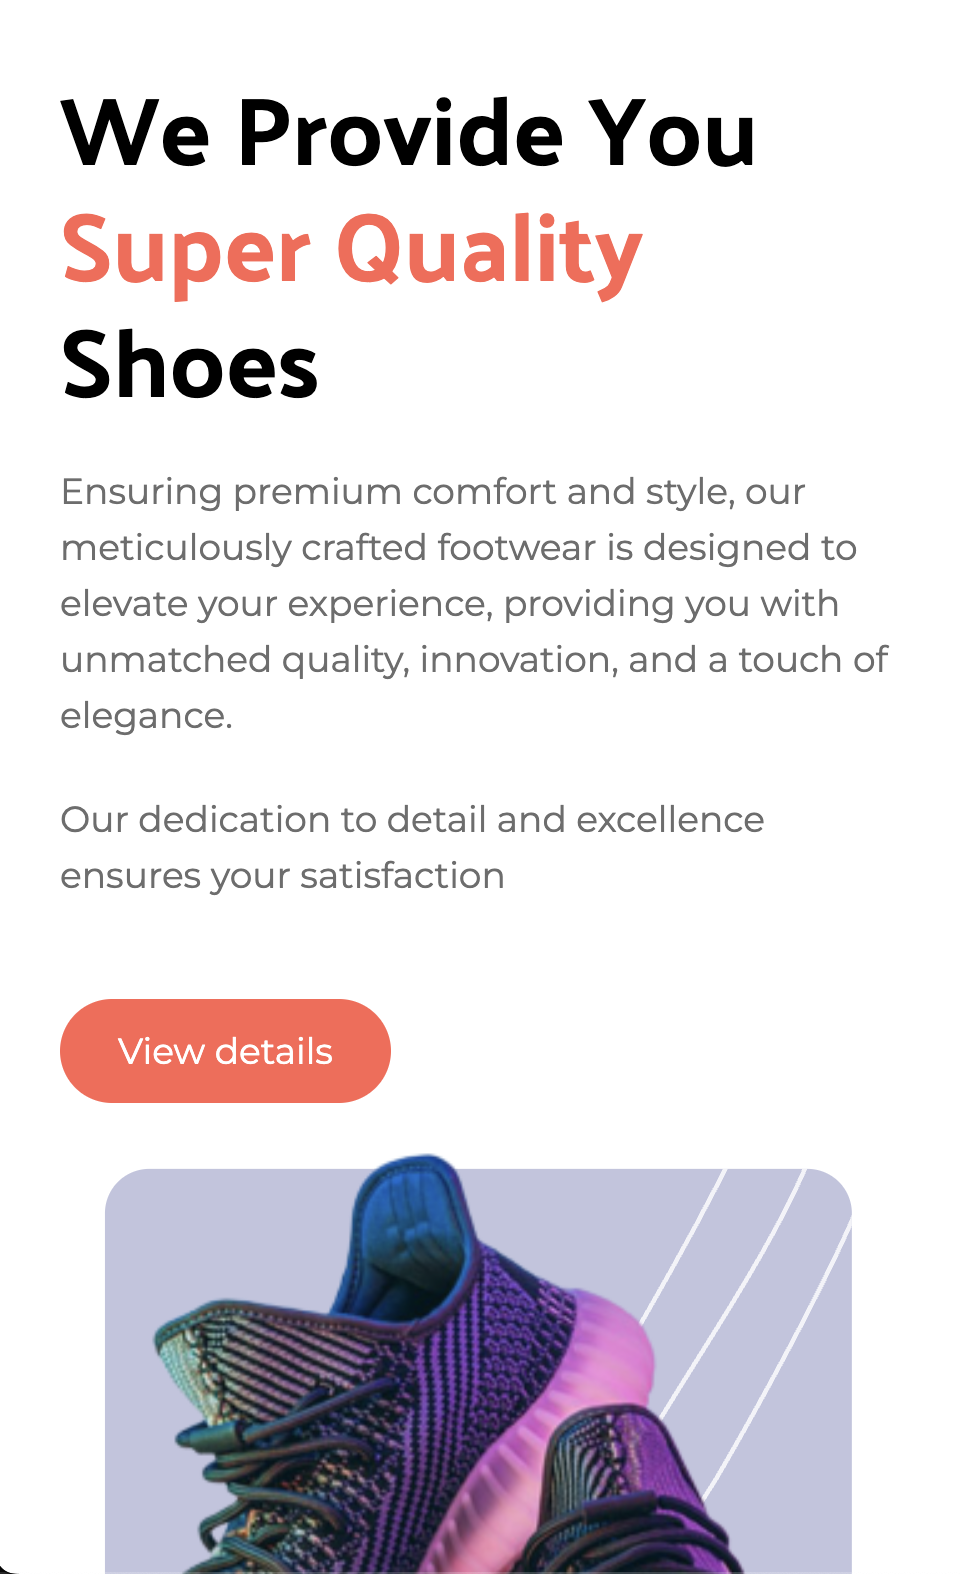 We Provide You
Super Quality
Shoes
Ensuring premium comfort and style, our
meticulously crafted footwear is designed to
elevate your experience, providing you with
unmatched quality, innovation, and a touch of
elegance.
Our dedication to detail and excellence
ensures your satisfaction
View details